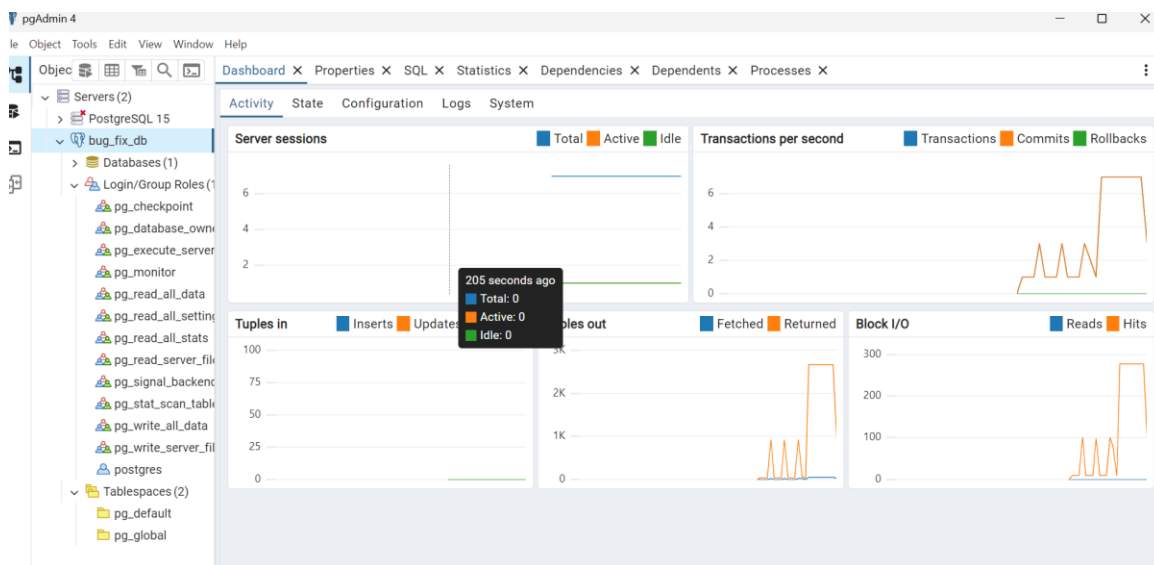 pgAdmin 4
le Object Tools Edit View Window Help
Objec
Dashboard Properties SQL Statistics Dependencies Dependents Processes
Servers (2)
PostgreSQL 15
bug_fix_db
Databases (1)
Login/Group Roles (1
pg_checkpoint
pg_database_own
pg_execute_server
pg_monitor
pg_read_all_data
pg_read_all_setting
pg_read_all_stats
pg_read_server_file
pg_signal_backend
pg_stat_scan_table
pg_write_all_data
pg_write_server_fil
postgres
Tablespaces (2)
pg_default
pg_global
Activity State Configuration Logs System
Server sessions Total Active Idle
6
4
2
205 seconds ago
Total: 0
Active: 0
Idle: 0
Transactions per second Transactions Commits Rollbacks
6
4
2
0
Tuples in Inserts Updates
100
75
50
25
0
ples out Fetched Returned
3K
2K
1K
0
Block I/O Reads Hits
300
200
100
0